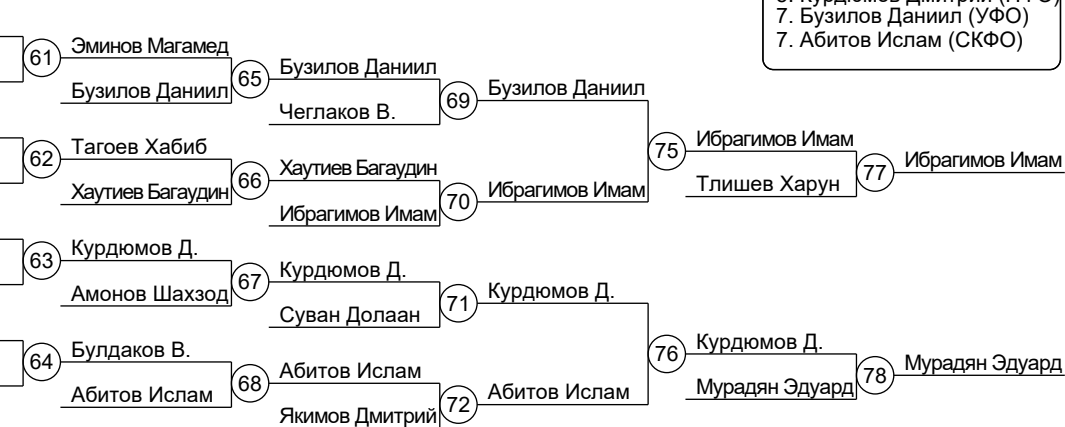 7. Бузилов Даниил (УФО)
7. Абитов Ислам (СКФО)
61
Эминов Магамед
Бузилов Даниил
65
Бузилов Даниил
Чеглаков В.
69
Бузилов Даниил
62
Тагоев Хабиб
Хаутиев Багаудин
66
Хаутиев Багаудин
Ибрагимов Имам
70
Ибрагимов Имам
75
Ибрагимов Имам
Тлишев Харун
77
Ибрагимов Имам
63
Курдюмов Д.
Амонов Шахзод
67
Курдюмов Д.
Суван Долаан
71
Курдюмов Д.
64
Булдаков В.
Абитов Ислам
68
Абитов Ислам
Якимов Дмитрий
72
Абитов Ислам
76
Курдюмов Д.
Мурадян Эдуард
78
Мурадян Эдуард